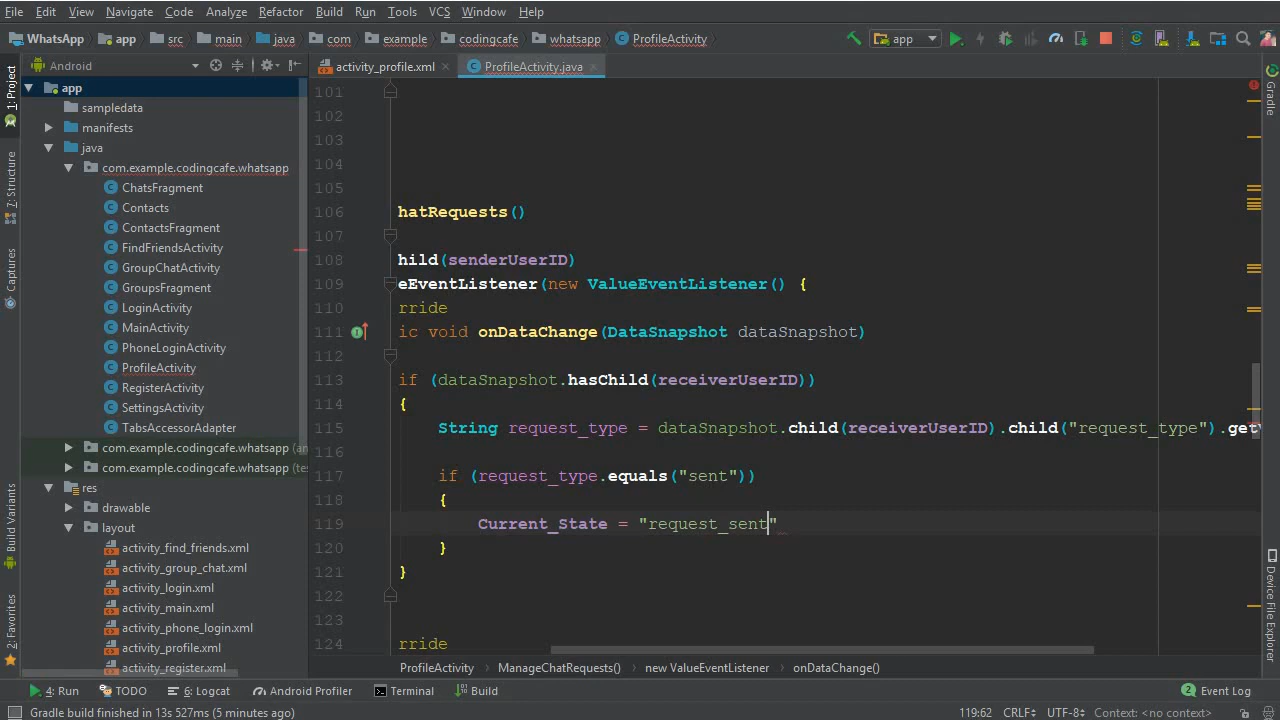 File Edit View Navigate Code Analyze Refactor Build Run Tools VCS Window Help
WhatsApp app src main java com example codingcafe whatsapp ProfileActivity app
Android activity_profile.xml ProfileActivity.java
1: Project
7: Structure
Captures
Build Variants
2: Favorites
app
sampledata
manifests
java
com.example.codingcafe.whatsapp
ChatsFragment
Contacts
ContactsFragment
FindFriendsActivity
GroupChatActivity
GroupsFragment
LoginActivity
MainActivity
PhoneLoginActivity
ProfileActivity
RegisterActivity
SettingsActivity
TabsAccessorAdapter
com.example.codingcafe.whatsapp (an
com.example.codingcafe.whatsapp (te
res
drawable
layout
activity_find_friends.xml
activity_group_chat.xml
activity_login.xml
activity_main.xml
activity_phone_login.xml
activity_profile.xml
activity_register.xml
101
102
103
104
105
106 hatRequests()
107
108 hild(senderUserID)
109 eEventListener(new ValueEventListener() {
110 rride
111 ic void onDataChange(DataSnapshot dataSnapshot)
112
113 if (dataSnapshot.hasChild(receiverUserID))
114 {
115 String request_type = dataSnapshot.child(receiverUserID).child("request_type").get
116
117 if (request_type.equals("sent"))
118 {
119 Current_State = "request_sent"
120 }
121 }
122
123
124 rride
Gradle
Device File Explorer
ProfileActivity ManageChatRequests() new ValueEventListener onDataChange()
4: Run TODO 6: Logcat Android Profiler Terminal Build 2 Event Log
Gradle build finished in 13s 527ms (5 minutes ago) 119:62 CRLF UTF-8 Context: <no context>